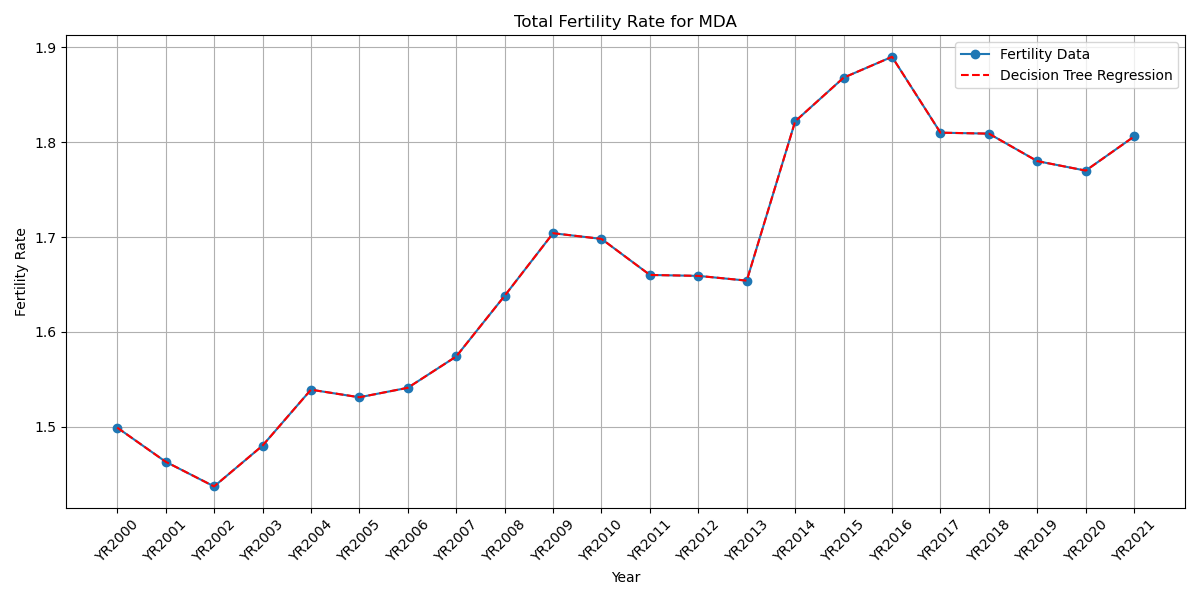 Total Fertility Rate for MDA
Fertility Data
Decision Tree Regression
Fertility Rate
1.9
1.8
1.7
1.6
1.5
YR2000
YR2001
YR2002
YR2003
YR2004
YR2005
YR2006
YR2007
YR2008
YR2009
YR2010
YR2011
YR2012
YR2013
YR2014
YR2015
YR2016
YR2017
YR2018
YR2019
YR2020
YR2021
Year